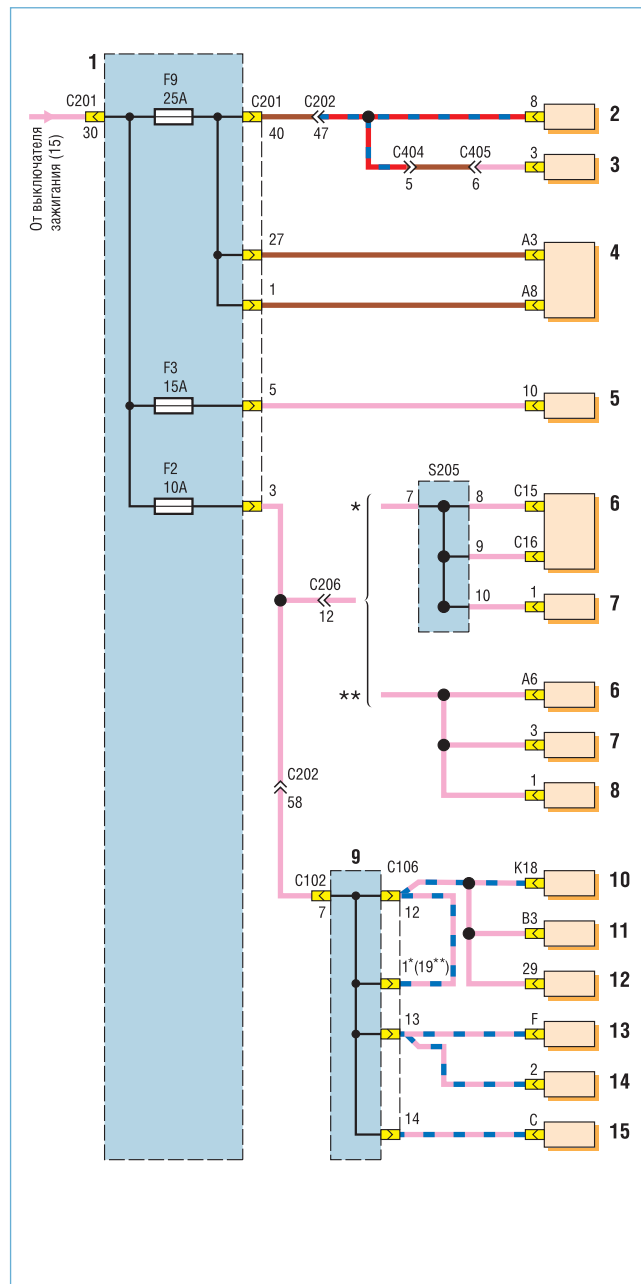 1
F9
25A
C201
30
От выключателя
зажигания (15)
C201
40
C202
47
8
2
C404
5
C405
6
3
3
27
A3
4
1
A8
F3
15A
5
10
5
F2
10A
3
S205
*
7
8
C15
6
9
C16
10
1
7
C206
12
**
A6
6
3
7
1
8
C202
58
9
C102
7
C106
12
K18
10
B3
11
1*(19**)
29
12
13
F
13
2
14
14
C
15